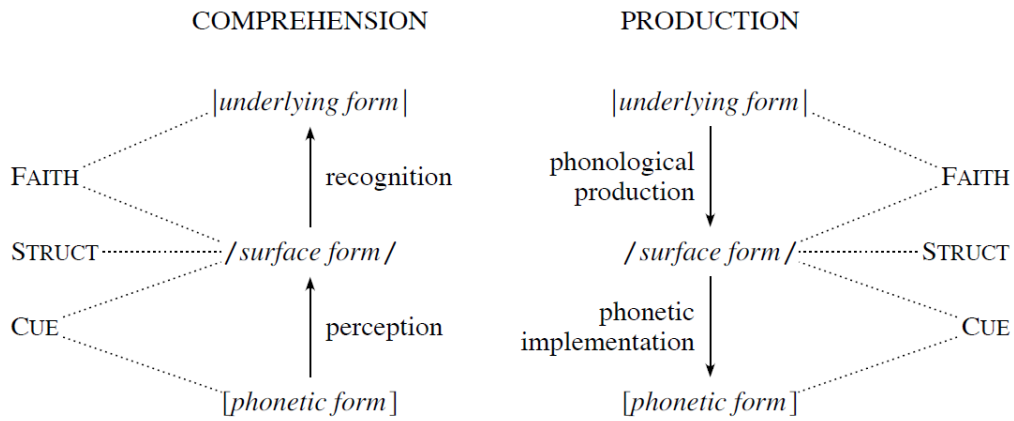 COMPREHENSION PRODUCTION
|underlying form| |underlying form|
FAITH recognition phonological production FAITH
STRUCT /surface form/ /surface form/ STRUCT
CUE perception phonetic implementation CUE
[phonetic form] [phonetic form]